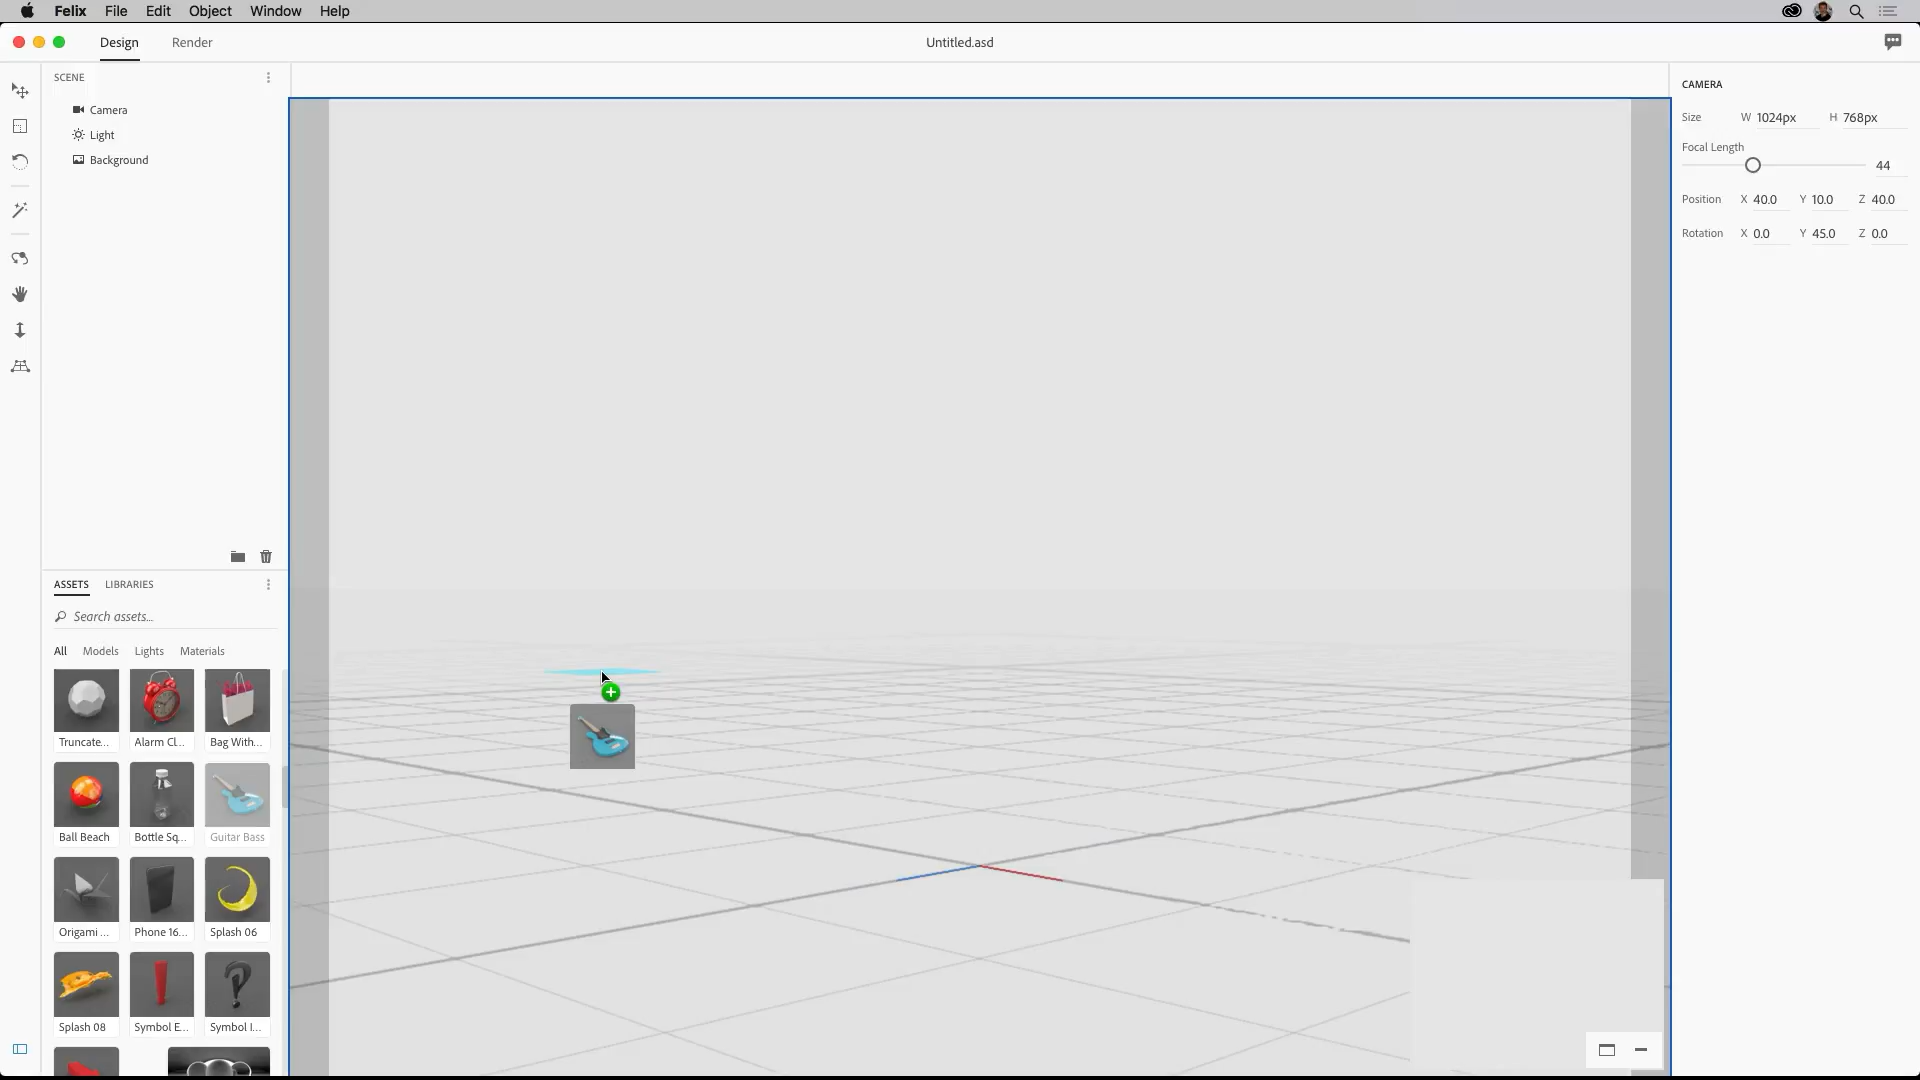 Felix File Edit Object Window Help
Design Render Untitled.asd
SCENE
Camera
Light
Background
CAMERA
Size W 1024px H 768px
Focal Length
44
Position X 40.0 Y 10.0 Z 40.0
Rotation X 0.0 Y 45.0 Z 0.0
ASSETS LIBRARIES
Search assets...
All Models Lights Materials
Truncate... Alarm Cl... Bag With...
Ball Beach Bottle Sq... Guitar Bass
Origami ... Phone 16... Splash 06
Splash 08 Symbol E... Symbol I...